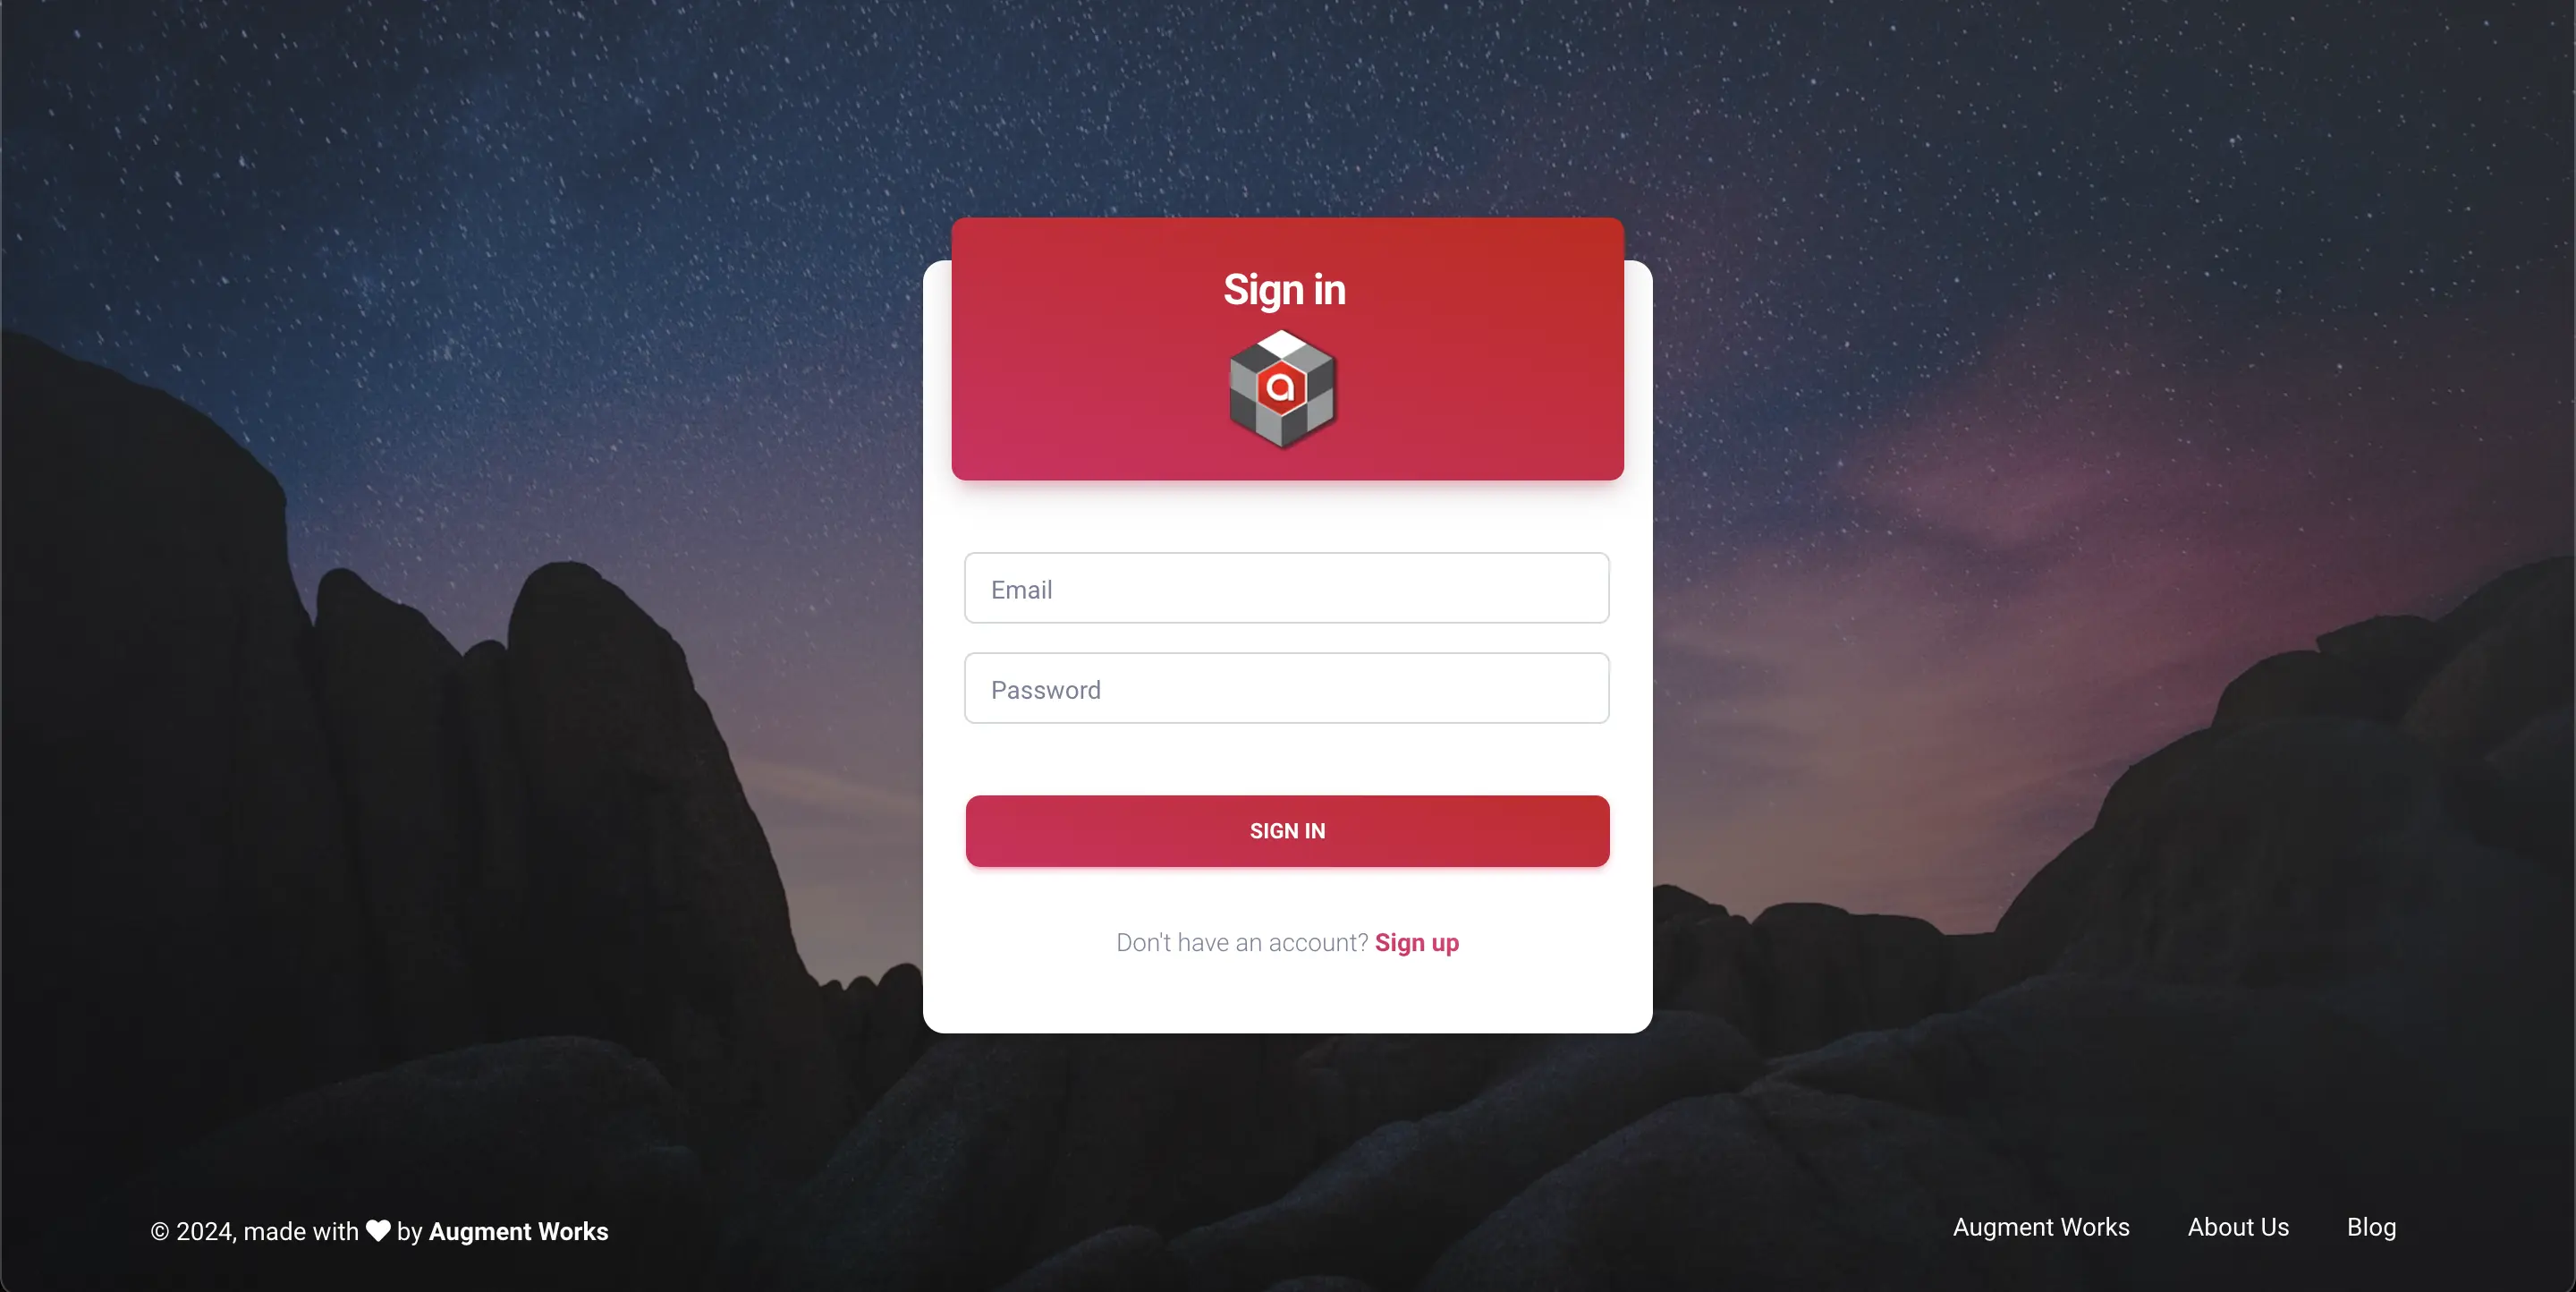 Sign in
a
Email
Password
SIGN IN
Don't have an account? Sign up
© 2024, made with ♥ by Augment Works
Augment Works About Us Blog